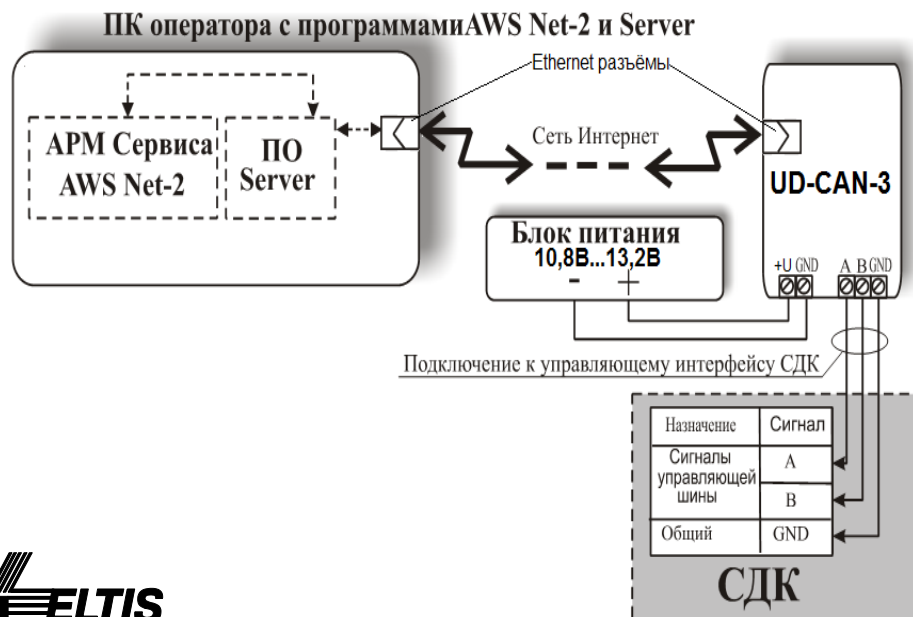 ПК оператора с программамиAWS Net-2 и Server
Ethernet разъёмы
АРМ Сервиса
AWS Net-2
ПО
Server
Сеть Интернет
UD-CAN-3
Блок питания
10,8В...13,2В
- +
+U GND A B GND
Подключение к управляющему интерфейсу СДК
Назначение Сигнал
Сигналы
управляющей
шины
A
B
Общий GND
СДК
ELTIS